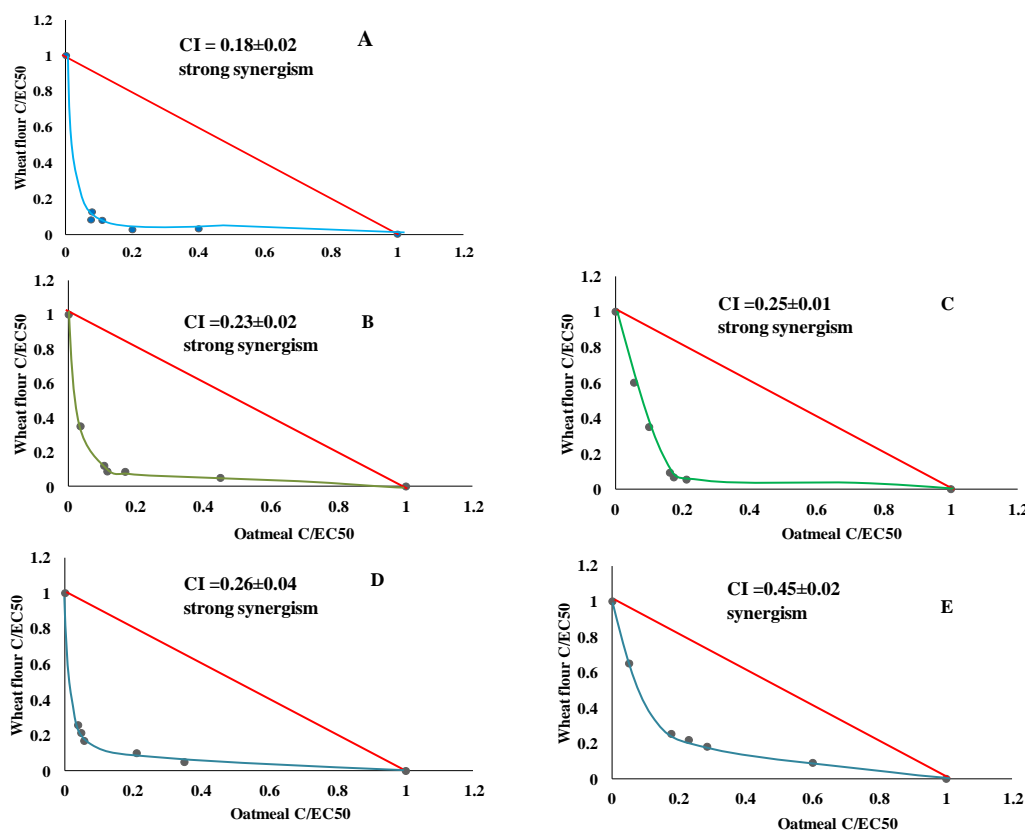 1.2
1
0.8
0.6
0.4
0.2
0
Wheat flour C/EC50
CI = 0.18±0.02
strong synergism
A
0 0.2 0.4 0.6 0.8 1 1.2
1.2
1
0.8
0.6
0.4
0.2
0
Wheat flour C/EC50
CI =0.23±0.02
strong synergism
B
0 0.2 0.4 0.6 0.8 1 1.2
Oatmeal C/EC50
1.2
1
0.8
0.6
0.4
0.2
0
Wheat flour C/EC50
CI =0.25±0.01
strong synergism
C
0 0.2 0.4 0.6 0.8 1 1.2
Oatmeal C/EC50
1.2
1
0.8
0.6
0.4
0.2
0
Wheat flour C/EC50
CI =0.26±0.04
strong synergism
D
0 0.2 0.4 0.6 0.8 1 1.2
Oatmeal C/EC50
1.2
1
0.8
0.6
0.4
0.2
0
Wheat flour C/EC50
CI =0.45±0.02
synergism
E
0 0.2 0.4 0.6 0.8 1 1.2
Oatmeal C/EC50